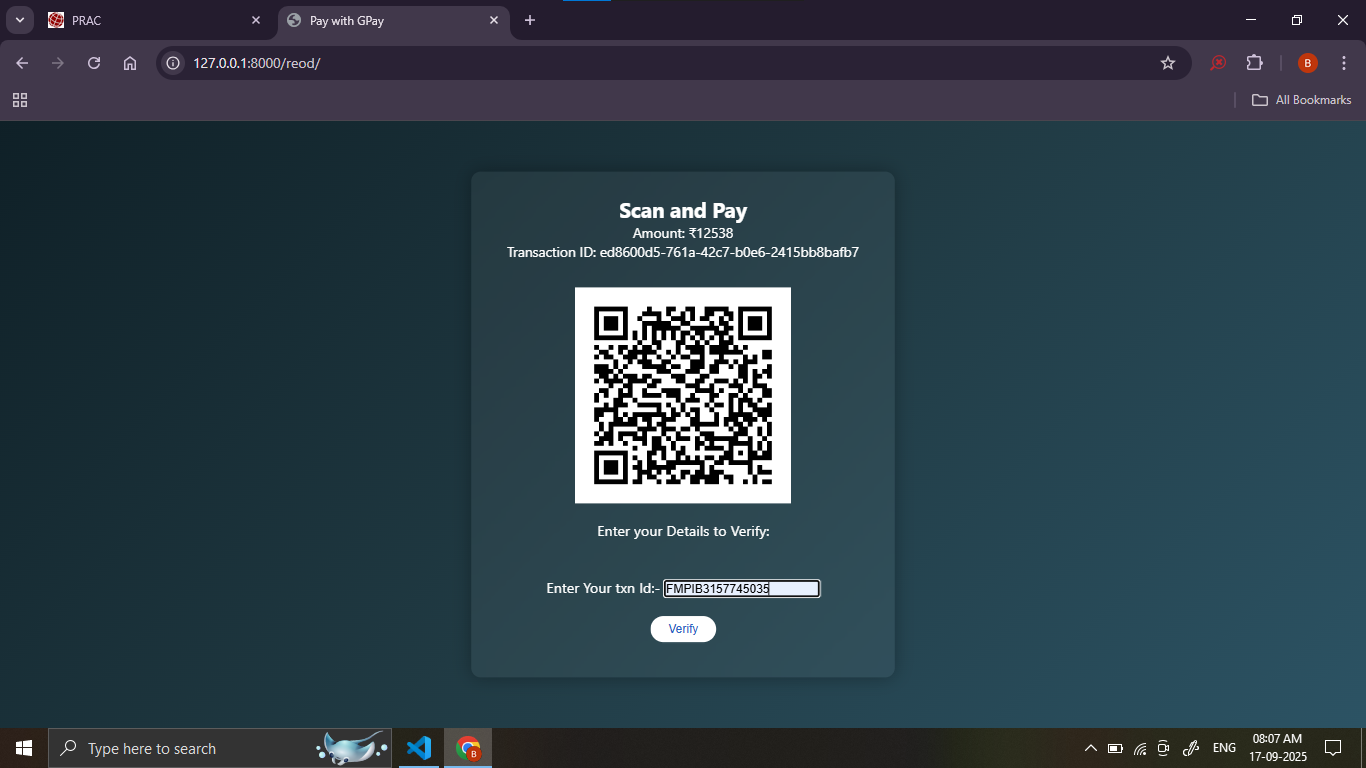 PRAC
Pay with GPay
127.0.0.1:8000/reod/
B
All Bookmarks
Scan and Pay
Amount: ₹12538
Transaction ID: ed8600d5-761a-42c7-b0e6-2415bb8bafb7
Enter your Details to Verify:
Enter Your txn Id:- FMPIB3157745035
Verify
Type here to search
B
ENG
08:07 AM
17-09-2025